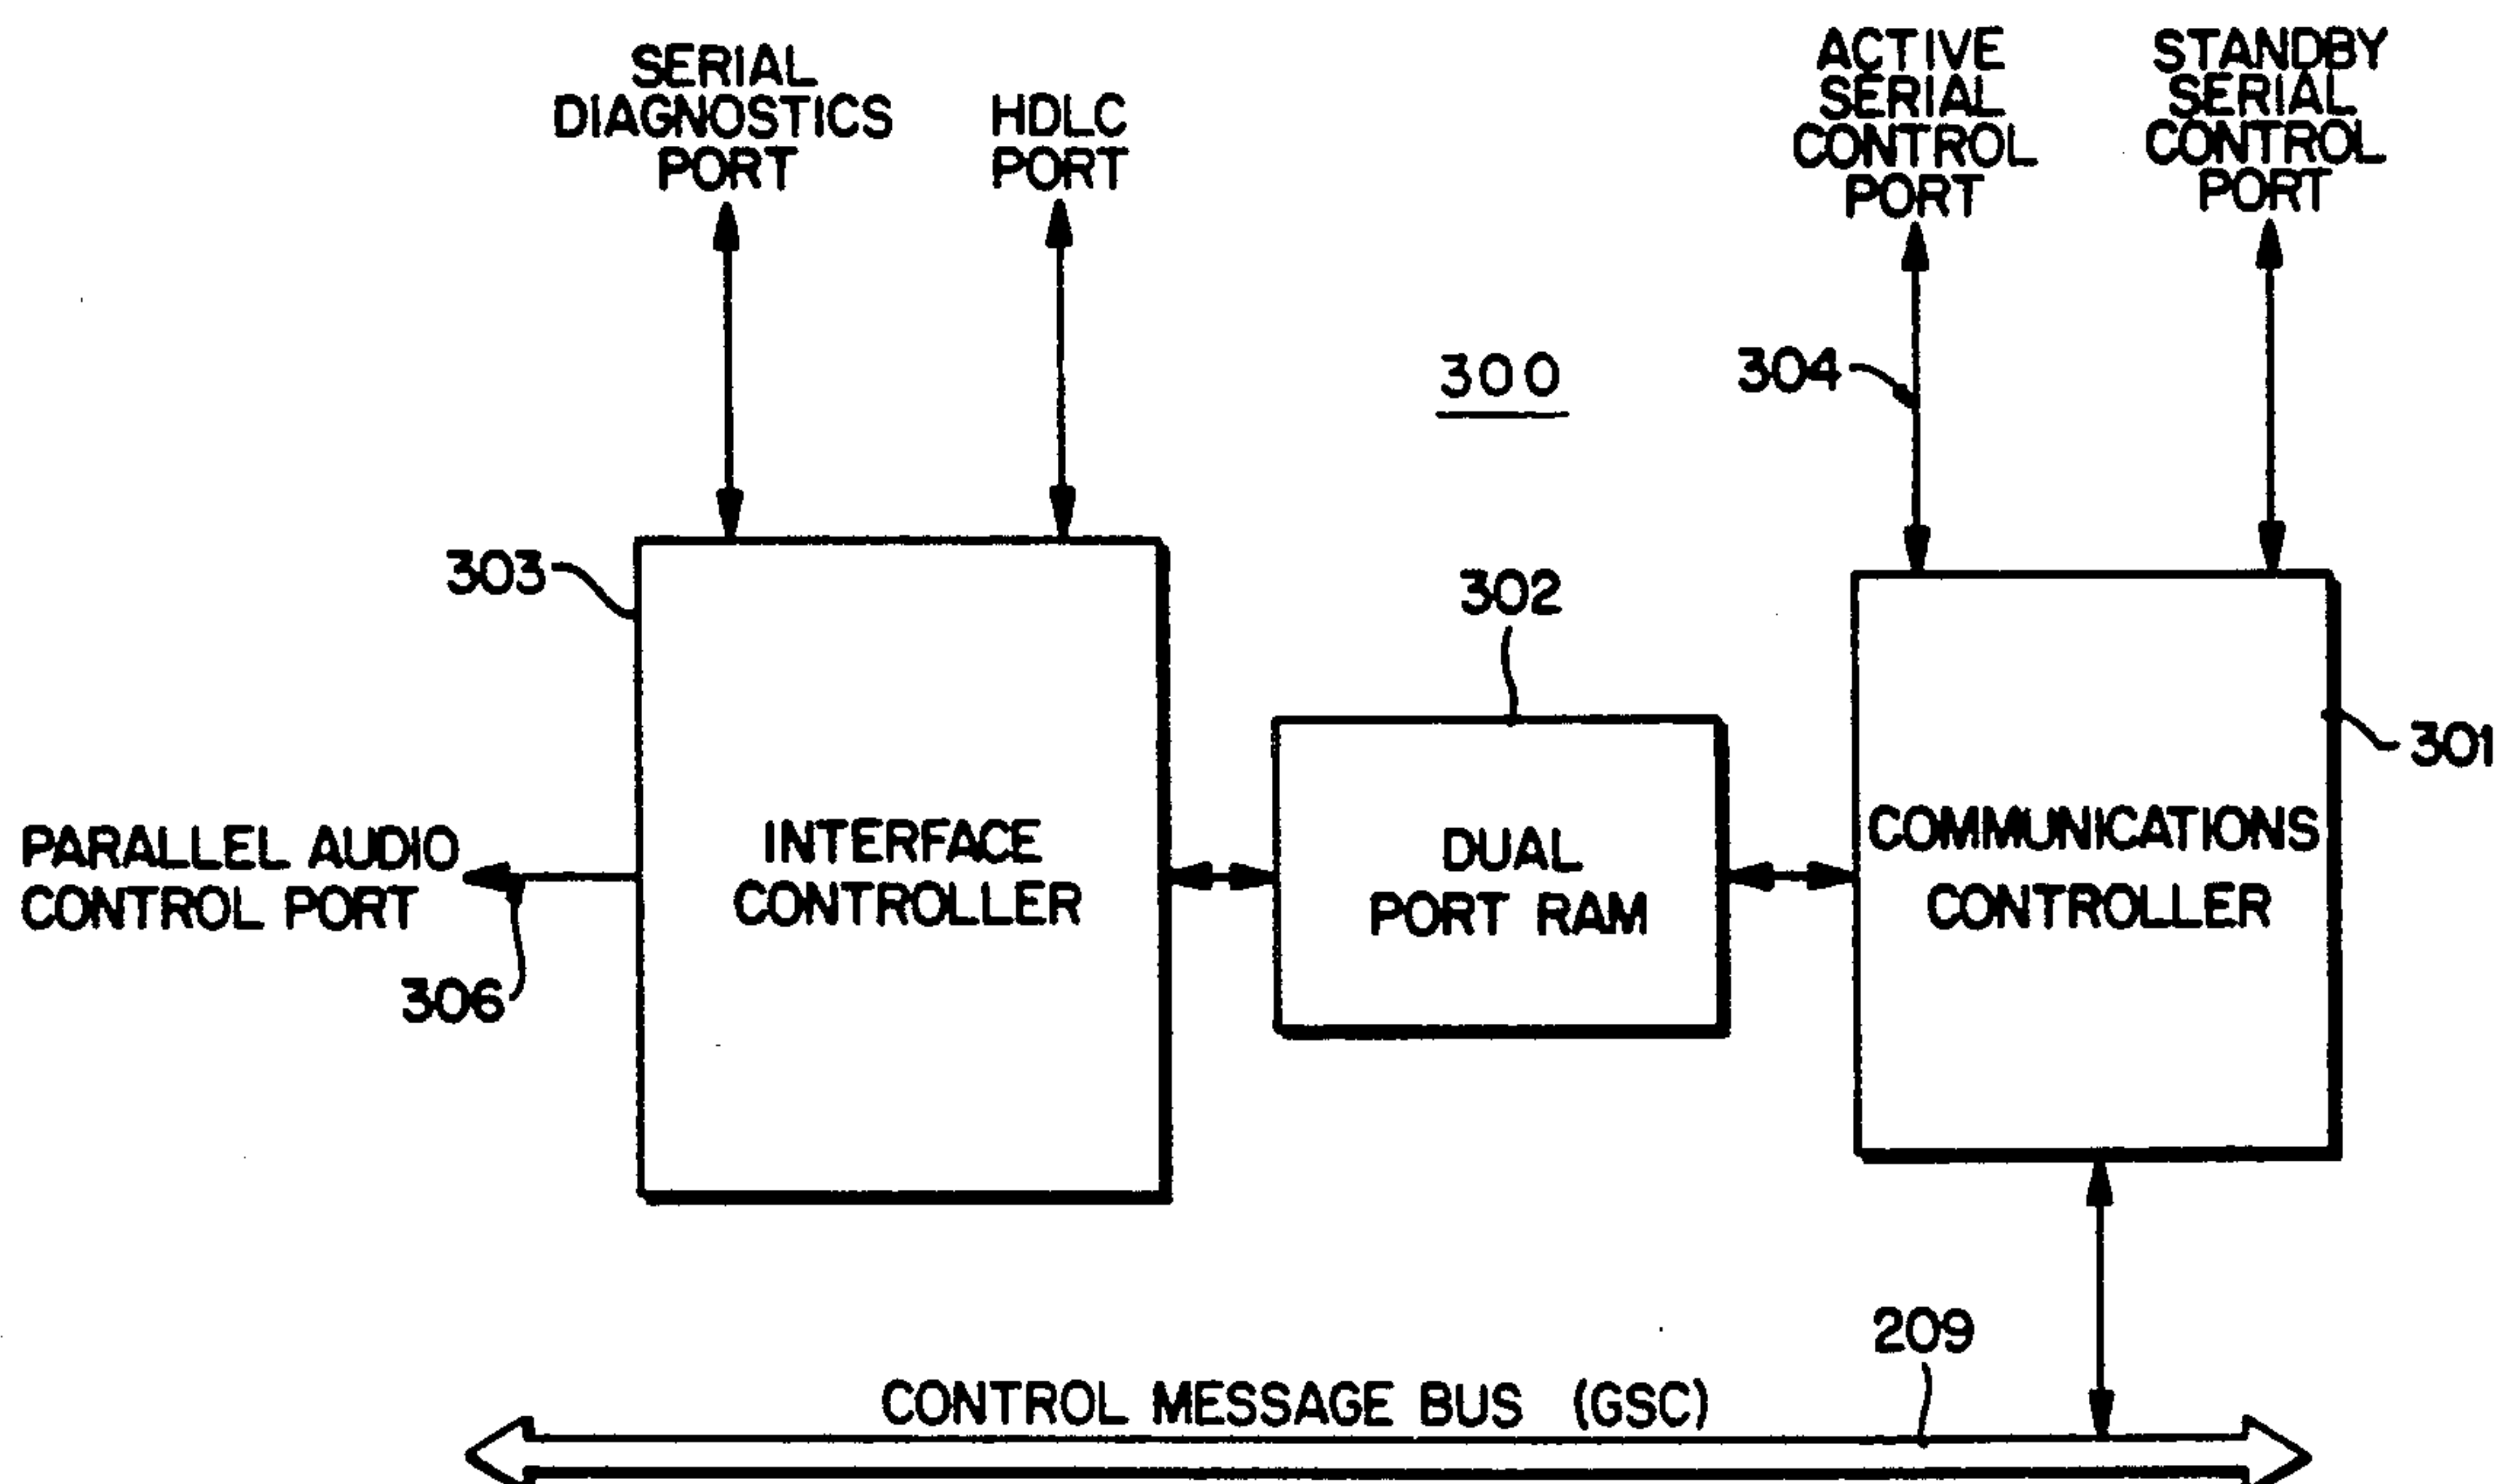 SERIAL
DIAGNOSTICS
PORT
HDLC
PORT
ACTIVE
SERIAL
CONTROL
PORT
STANDBY
SERIAL
CONTROL
PORT
300
304
303
302
301
PARALLEL AUDIO
CONTROL PORT
306
INTERFACE
CONTROLLER
DUAL
PORT RAM
COMMUNICATIONS
CONTROLLER
209
CONTROL MESSAGE BUS (GSC)